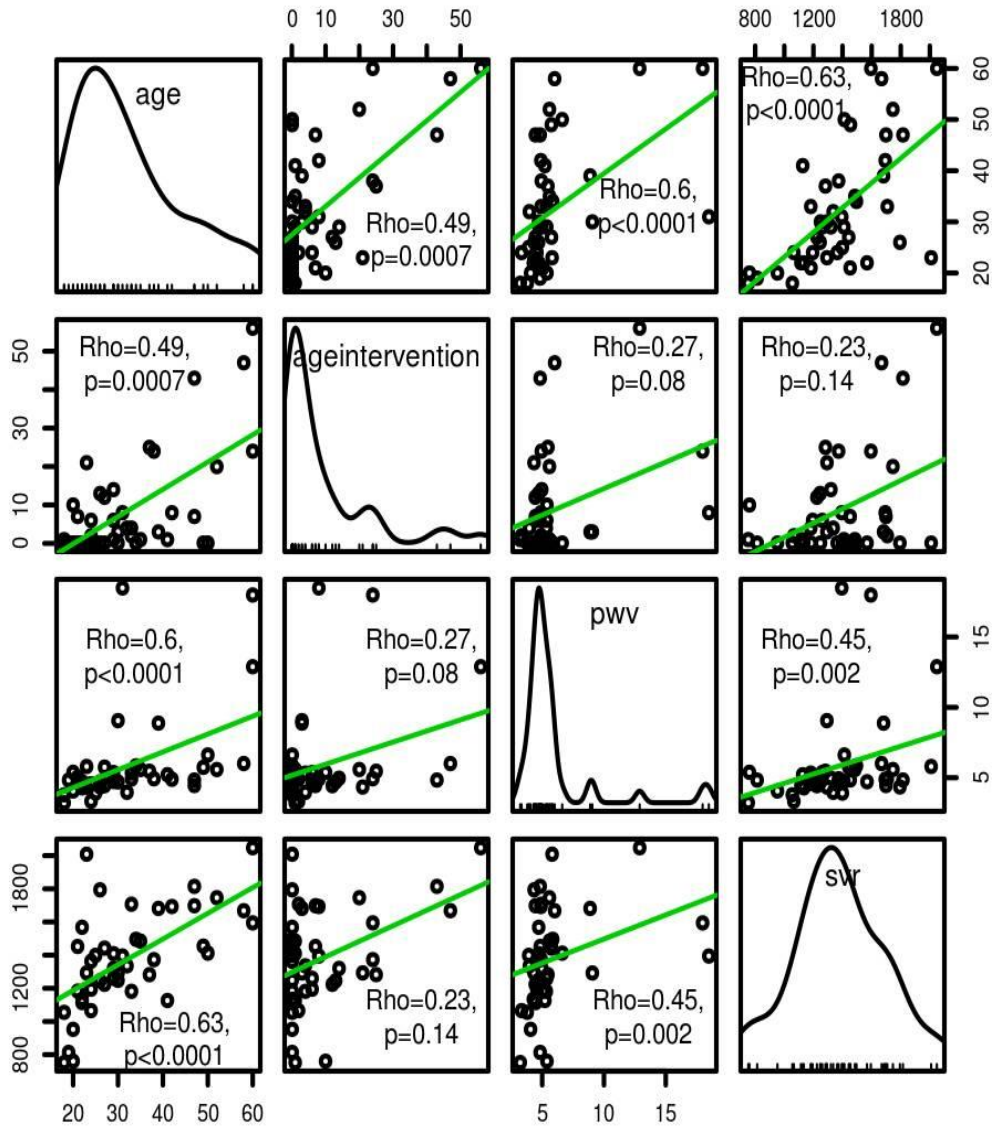 0 10 30 50 800 1200 1800
age
Rho=0.49,
p=0.0007
Rho=0.6,
p<0.0001
Rho=0.63,
p<0.0001
20 30 40 50 60
0 10 30 50
Rho=0.49,
p=0.0007
ageintervention
Rho=0.27,
p=0.08
Rho=0.23,
p=0.14
Rho=0.6,
p<0.0001
Rho=0.27,
p=0.08
pwv
Rho=0.45,
p=0.002
5 10 15
800 1200 1800
Rho=0.63,
p<0.0001
Rho=0.23,
p=0.14
Rho=0.45,
p=0.002
svr
20 30 40 50 60 5 10 15